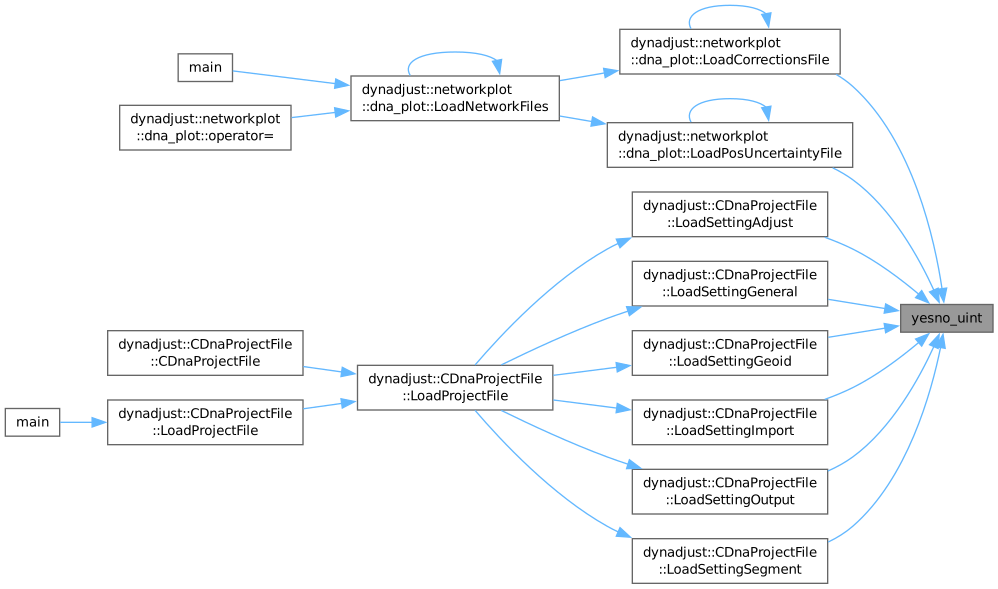 main
dynadjust::networkplot
::dna_plot::operator=
dynadjust::networkplot
::dna_plot::LoadNetworkFiles
dynadjust::networkplot
::dna_plot::LoadCorrectionsFile
dynadjust::networkplot
::dna_plot::LoadPosUncertaintyFile
dynadjust::CDnaProjectFile
::LoadSettingAdjust
dynadjust::CDnaProjectFile
::LoadSettingGeneral
dynadjust::CDnaProjectFile
::LoadSettingGeoid
dynadjust::CDnaProjectFile
::LoadSettingImport
dynadjust::CDnaProjectFile
::LoadSettingOutput
dynadjust::CDnaProjectFile
::LoadSettingSegment
yesno_uint
dynadjust::CDnaProjectFile
::CDnaProjectFile
dynadjust::CDnaProjectFile
::LoadProjectFile
dynadjust::CDnaProjectFile
::LoadProjectFile
main